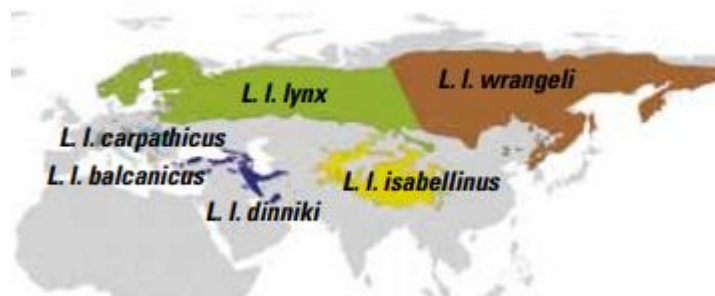 L. l. wrangeli
L. l. lynx
L. l. carpathicus
L. l. balcanicus
L. l. isabellinus
L. l. dinniki